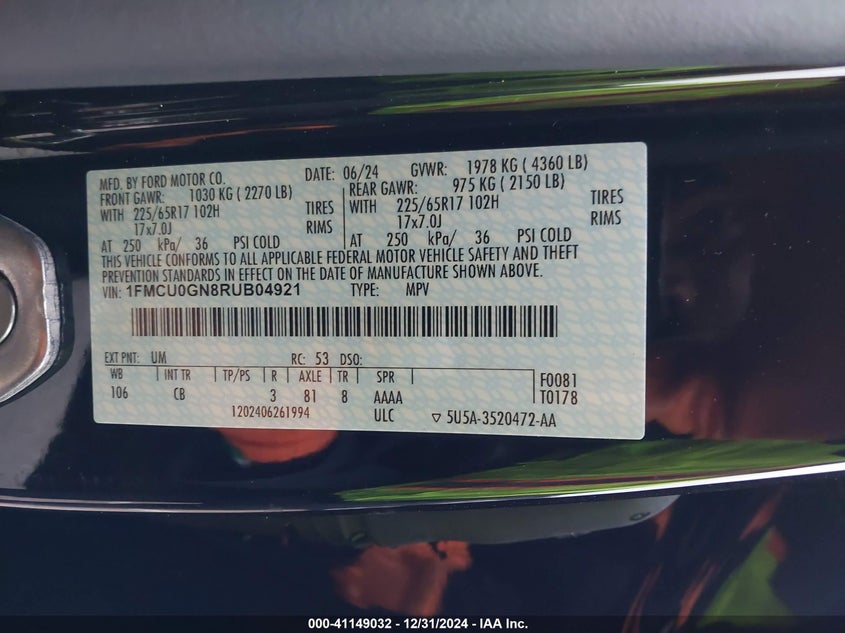 MFD. BY FORD MOTOR CO. DATE: 06/24 GVWR: 1978 KG ( 4360 LB)
FRONT GAWR: 1030 KG ( 2270 LB) REAR GAWR: 975 KG ( 2150 LB)
WITH 225/65R17 102H TIRES WITH 225/65R17 102H TIRES
17x7.0J RIMS 17x7.0J RIMS
AT 250 kPa/ 36 PSI COLD AT 250 kPa/ 36 PSI COLD
THIS VEHICLE CONFORMS TO ALL APPLICABLE FEDERAL MOTOR VEHICLE SAFETY AND THEFT
PREVENTION STANDARDS IN EFFECT ON THE DATE OF MANUFACTURE SHOWN ABOVE.
VIN: 1FMCU0GN8RUB04921 TYPE: MPV
EXT PNT: UM RC: 53 DSO:
WB INT TR TP/PS R AXLE TR SPR F0081
106 CB 3 81 8 AAAA T0178
1202406261994 ULC ▽ 5U5A-3520472-AA
000-41149032 - 12/31/2024 - IAA Inc.